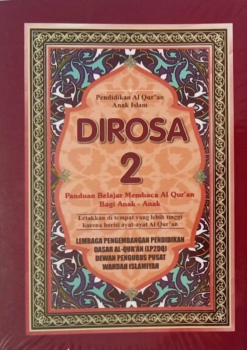 Pendidikan Al Qur'an
Anak Islam
DIROSA
2
Panduan Belajar Membaca Al Qur'an
Bagi Anak - Anak
Letakkan di tempat yang lebih tinggi
karena berisi ayat-ayat Al Qur'an
LEMBAGA PENGEMBANGAN PENDIDIKAN
DASAR AL-QUR'AN (LP2DQ)
DEWAN PENGURUS PUSAT
WAHDAH ISLAMIYAH